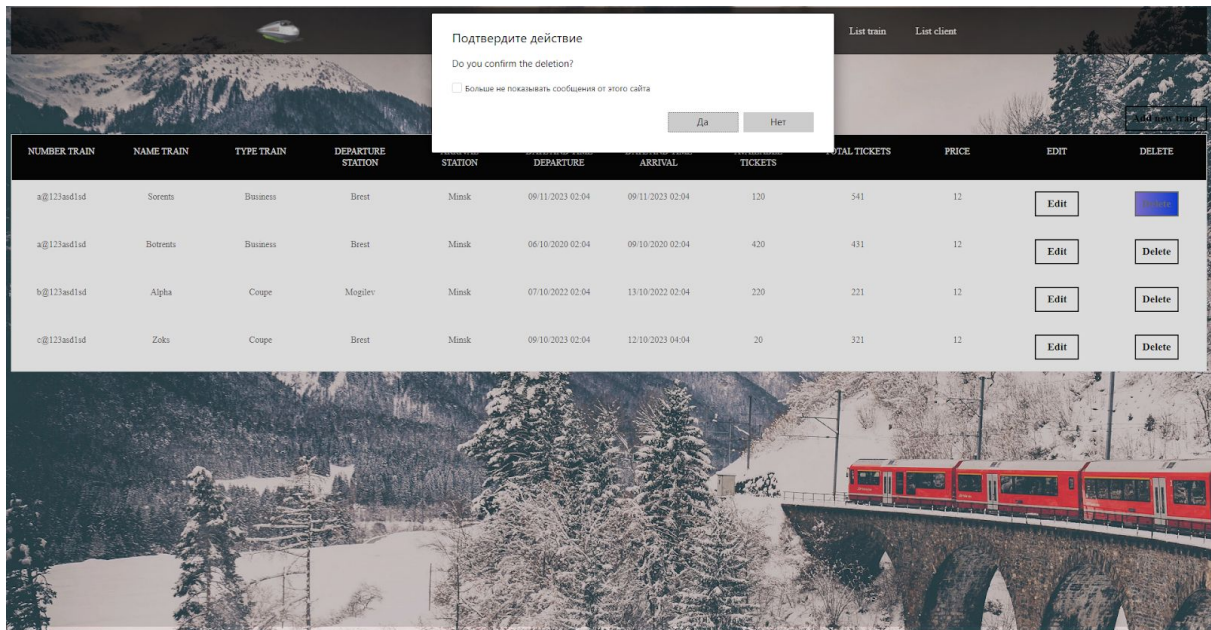 Подтвердите действие
Do you confirm the deletion?
Больше не показывать сообщения от этого сайта
Да Нет
List train List client
Add new train
NUMBER TRAIN NAME TRAIN TYPE TRAIN DEPARTURE STATION STATION DEPARTURE ARRIVAL TICKETS TOTAL TICKETS PRICE EDIT DELETE
a@123asd1sd Sorents Business Brest Minsk 09/11/2023 02:04 09/11/2023 02:04 120 541 12 Edit Delete
a@123asd1sd Botrents Business Brest Minsk 06/10/2020 02:04 09/10/2020 02:04 420 431 12 Edit Delete
b@123asd1sd Alpha Coupe Mogilev Minsk 07/10/2022 02:04 13/10/2022 02:04 220 221 12 Edit Delete
c@123asd1sd Zoks Coupe Brest Minsk 09/10/2023 02:04 12/10/2023 04:04 20 321 12 Edit Delete